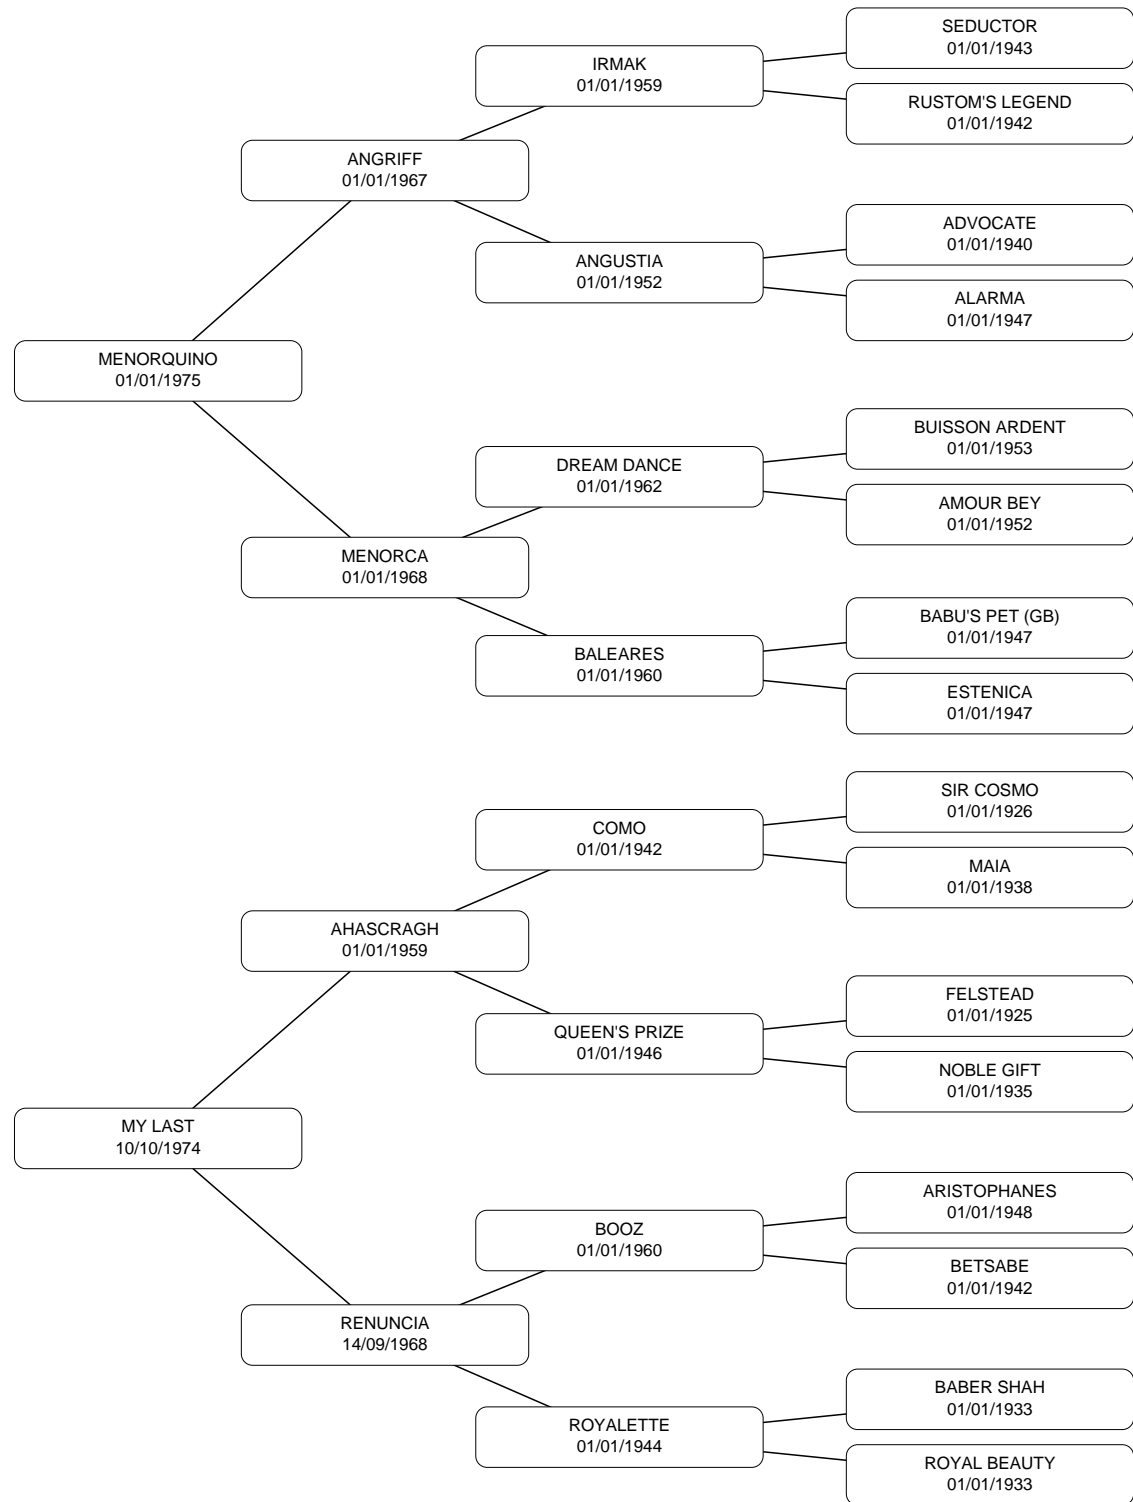 SEDUCTOR
01/01/1943
IRMAK
01/01/1959
RUSTOM'S LEGEND
01/01/1942
ANGRIFF
01/01/1967
ADVOCATE
01/01/1940
ANGUSTIA
01/01/1952
ALARMA
01/01/1947
MENORQUINO
01/01/1975
BUISSON ARDENT
01/01/1953
DREAM DANCE
01/01/1962
AMOUR BEY
01/01/1952
MENORCA
01/01/1968
BABU'S PET (GB)
01/01/1947
BALEARES
01/01/1960
ESTENICA
01/01/1947
SIR COSMO
01/01/1926
COMO
01/01/1942
MAIA
01/01/1938
AHASCRAGH
01/01/1959
FELSTEAD
01/01/1925
QUEEN'S PRIZE
01/01/1946
NOBLE GIFT
01/01/1935
MY LAST
10/10/1974
ARISTOPHANES
01/01/1948
BOOZ
01/01/1960
BETSABE
01/01/1942
RENUNCIA
14/09/1968
BABER SHAH
01/01/1933
ROYALETTE
01/01/1944
ROYAL BEAUTY
01/01/1933